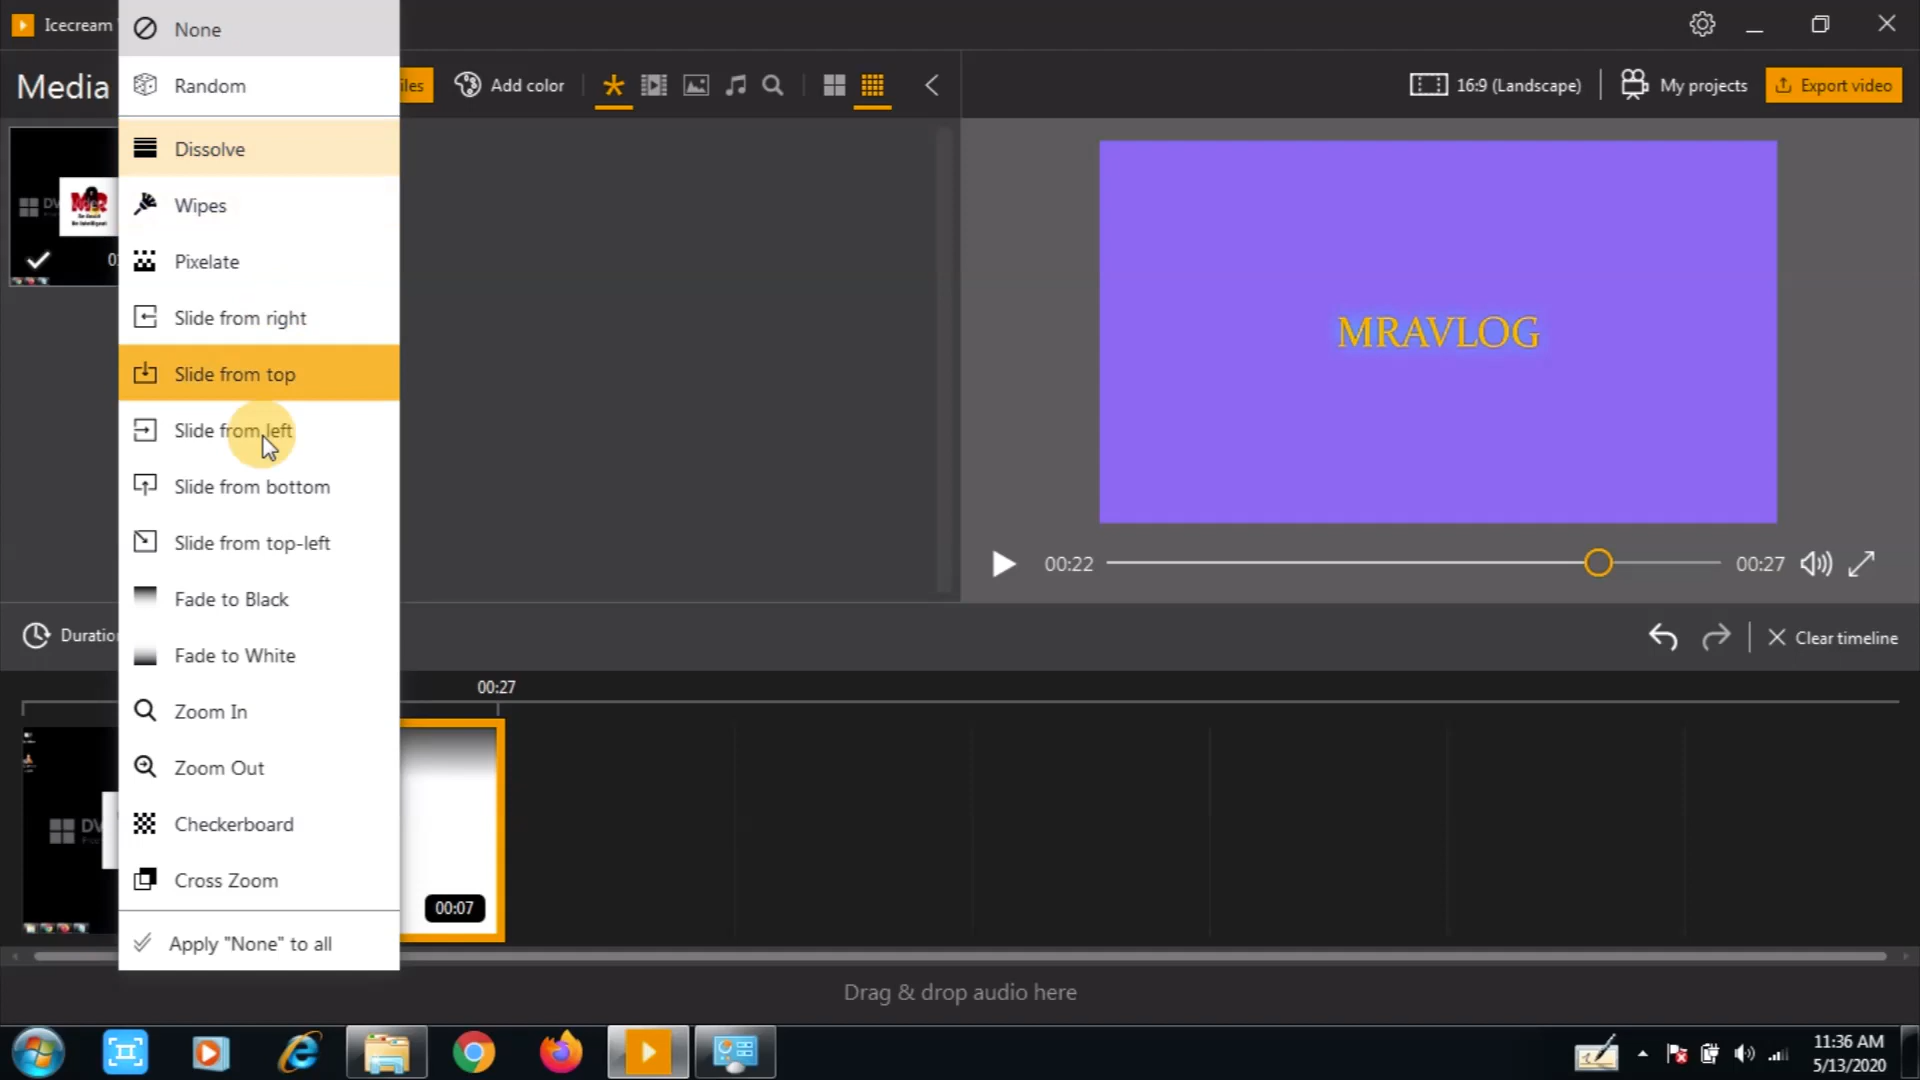 Icecream
None
Media
iles
Add color
16:9 (Landscape)
My projects
Export video
Random
Dissolve
Wipes
Pixelate
Slide from right
Slide from top
Slide from left
Slide from bottom
Slide from top-left
Fade to Black
Fade to White
Zoom In
Zoom Out
Checkerboard
Cross Zoom
Apply "None" to all
MRAVLOG
00:22
00:27
Duratio
Clear timeline
00:27
00:07
Drag & drop audio here
11:36 AM
5/13/2020